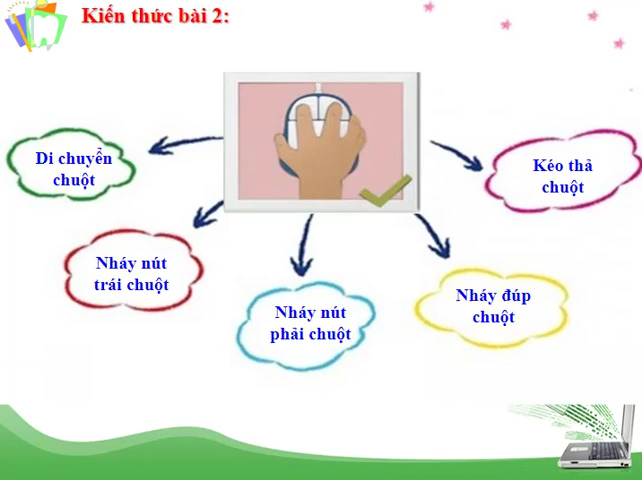 Kiến thức bài 2:
Di chuyển
chuột
Kéo thả
chuột
Nháy nút
trái chuột
Nháy đúp
chuột
Nháy nút
phải chuột